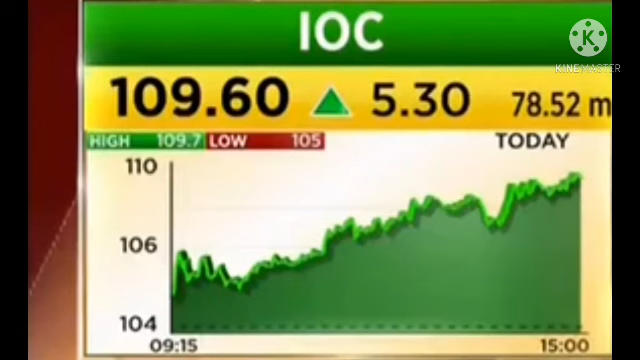 IOC
K
KINEMASTER
109.60 ▲ 5.30 78.52 m
HIGH 109.7 LOW 105 TODAY
110
106
104
09:15 15:00